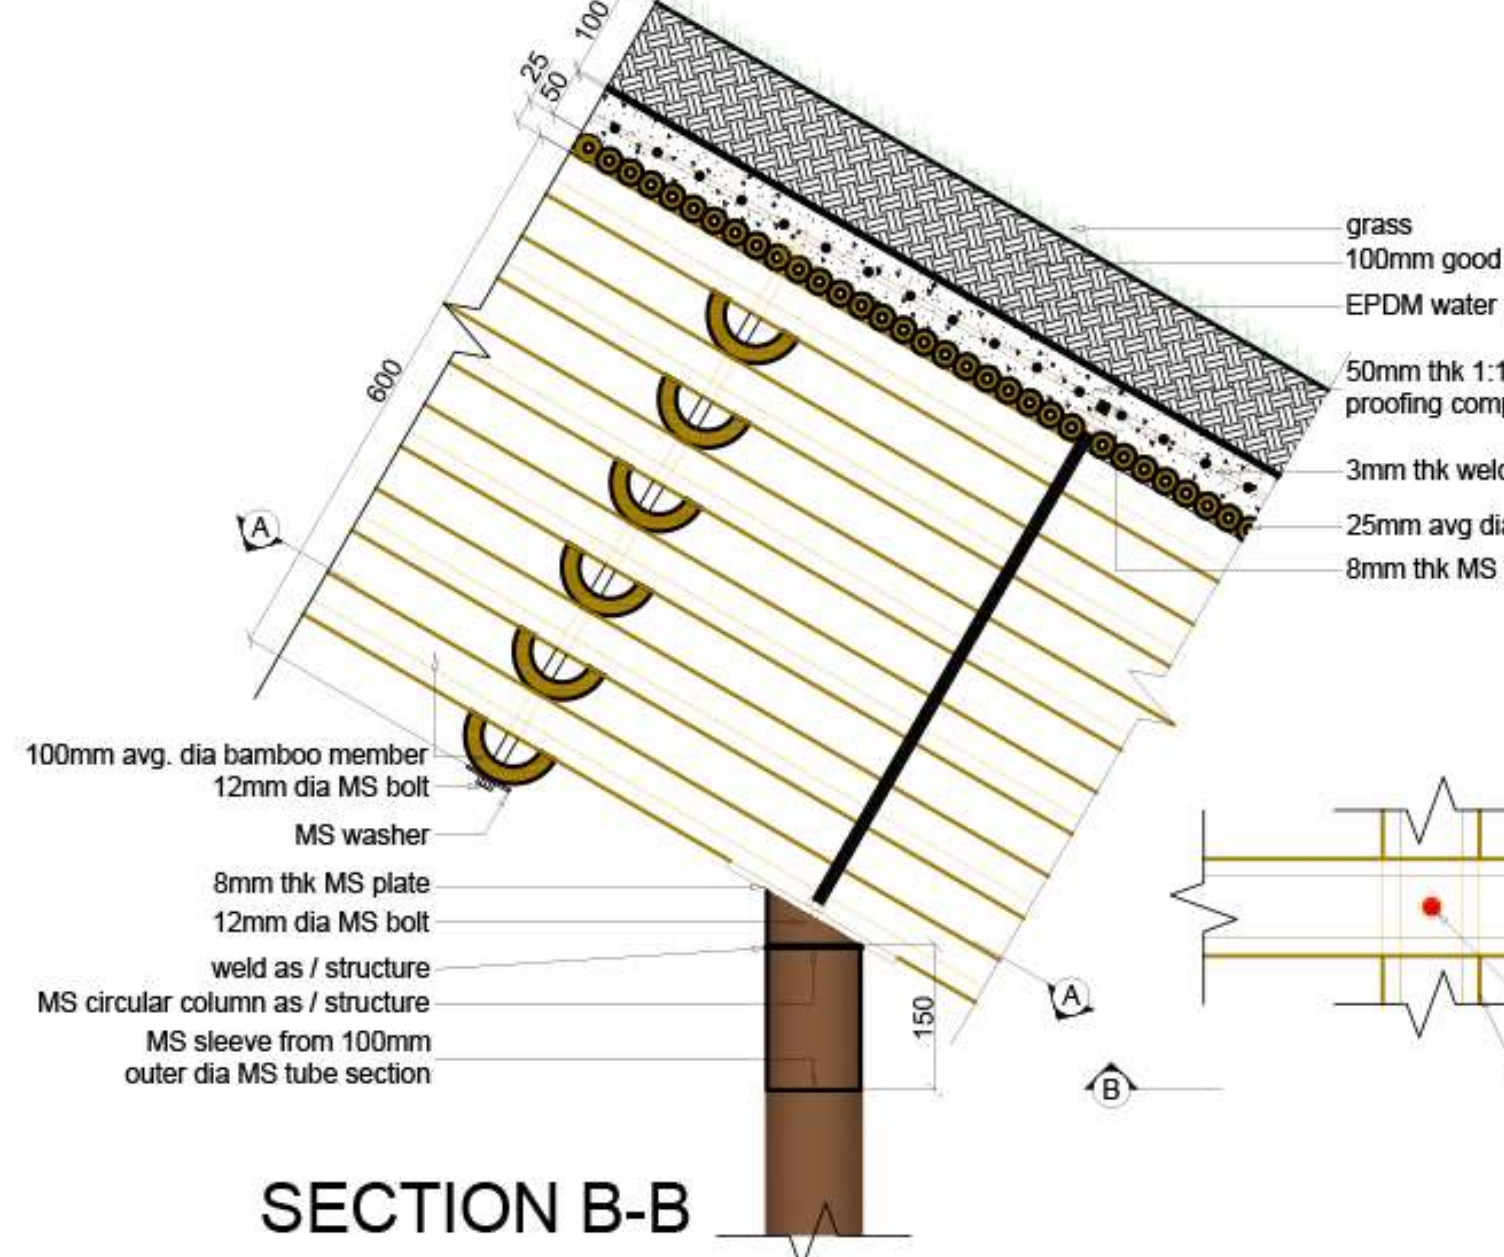 100
25
50
600
A
grass
100mm good
EPDM water
50mm thk 1:1
proofing comp
3mm thk weld
25mm avg dia
8mm thk MS
100mm avg. dia bamboo member
12mm dia MS bolt
MS washer
8mm thk MS plate
12mm dia MS bolt
weld as / structure
MS circular column as / structure
MS sleeve from 100mm
outer dia MS tube section
150
A
B
SECTION B-B